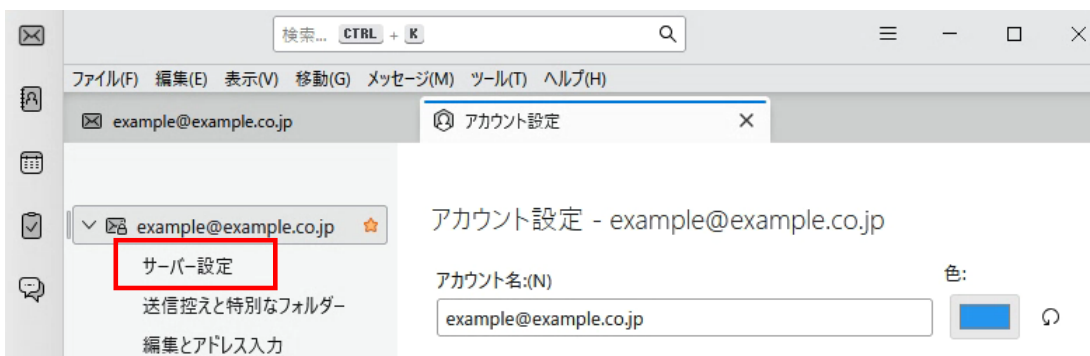 検索... CTRL + K
ファイル(F) 編集(E) 表示(V) 移動(G) メッセージ(M) ツール(T) ヘルプ(H)
example@example.co.jp アカウント設定
example@example.co.jp
サーバー設定
送信控えと特別なフォルダー
編集とアドレス入力
アカウント設定 - example@example.co.jp
アカウント名:(N) 色:
example@example.co.jp